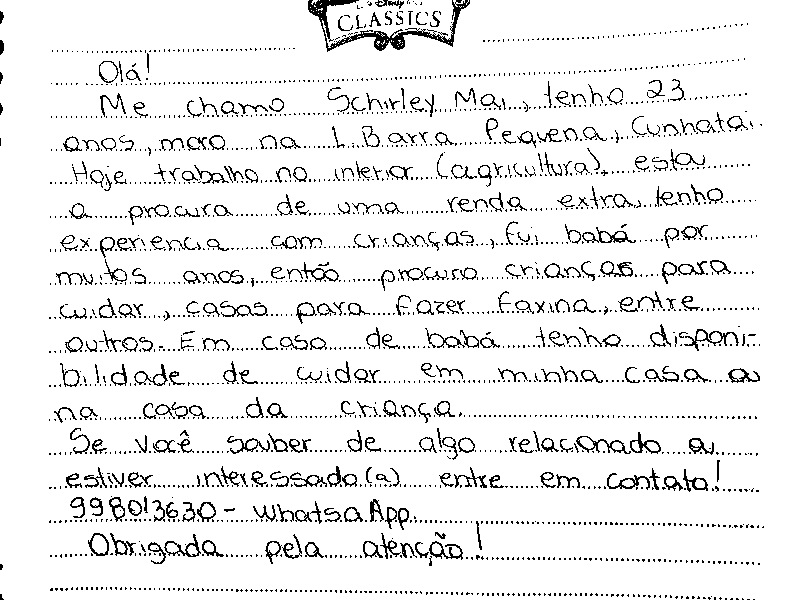 Disney
CLASSICS
Olá!
Me chamo Schirley Mai, tenho 23
anos, moro na L. Barra Pequena, Cunhataí.
Hoje trabalho no interior (agricultura), estou
a procura de uma renda extra, tenho
experiencia com crianças, fui babá por
muitos anos, então procuro crianças para
cuidar, casas para fazer faxina, entre
outros. Em caso de babá tenho disponi-
bilidade de cuidar em minha casa ou
na casa da criança.
Se você souber de algo relacionado ou
estiver interessado(a) entre em contato!
998013630 - WhatsaApp.
Obrigada pela atenção!